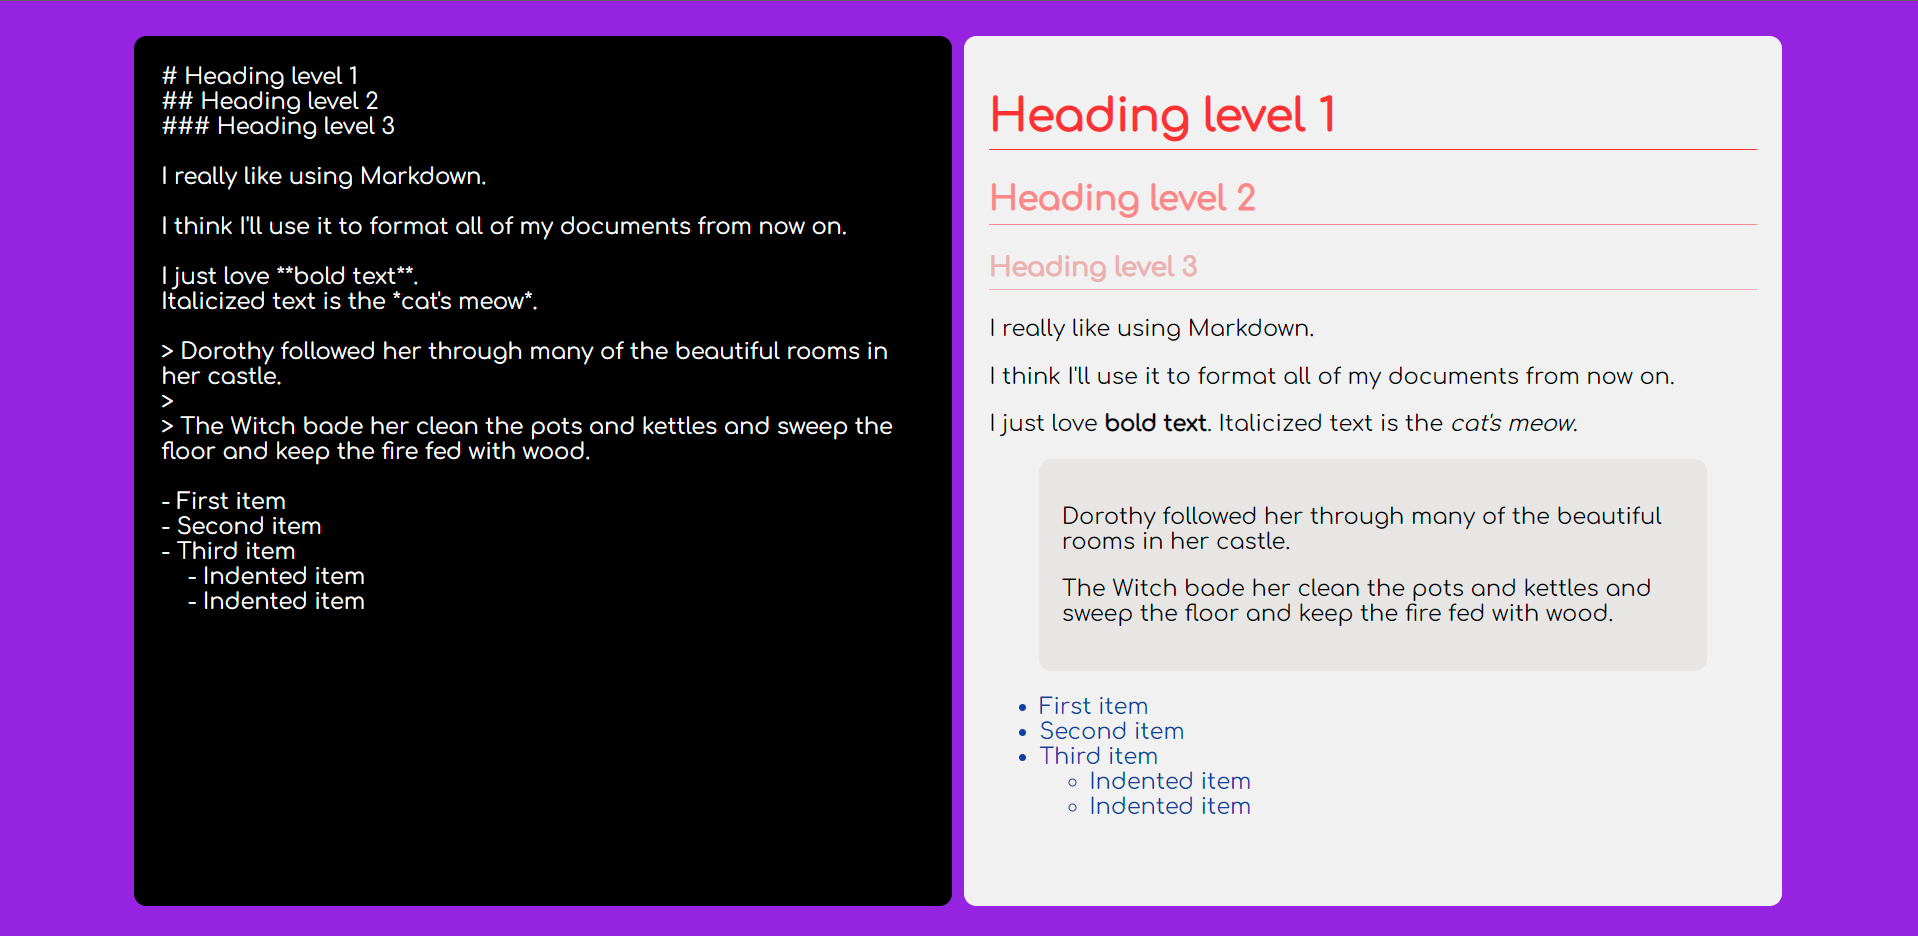 # Heading level 1
## Heading level 2
### Heading level 3
I really like using Markdown.
I think I'll use it to format all of my documents from now on.
I just love **bold text**.
Italicized text is the *cat's meow*.
> Dorothy followed her through many of the beautiful rooms in
her castle.
>
> The Witch bade her clean the pots and kettles and sweep the
floor and keep the fire fed with wood.
- First item
- Second item
- Third item
    - Indented item
    - Indented item
Heading level 1
Heading level 2
Heading level 3
I really like using Markdown.
I think I'll use it to format all of my documents from now on.
I just love bold text. Italicized text is the cat's meow.
Dorothy followed her through many of the beautiful
rooms in her castle.
The Witch bade her clean the pots and kettles and
sweep the floor and keep the fire fed with wood.
• First item
• Second item
• Third item
    ◦ Indented item
    ◦ Indented item